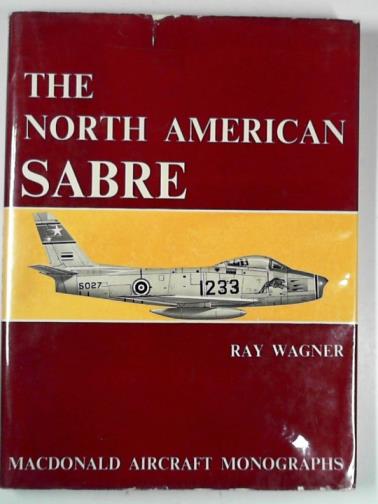 THE
NORTH AMERICAN
SABRE
5027
1233
RAY WAGNER
MACDONALD AIRCRAFT MONOGRAPHS